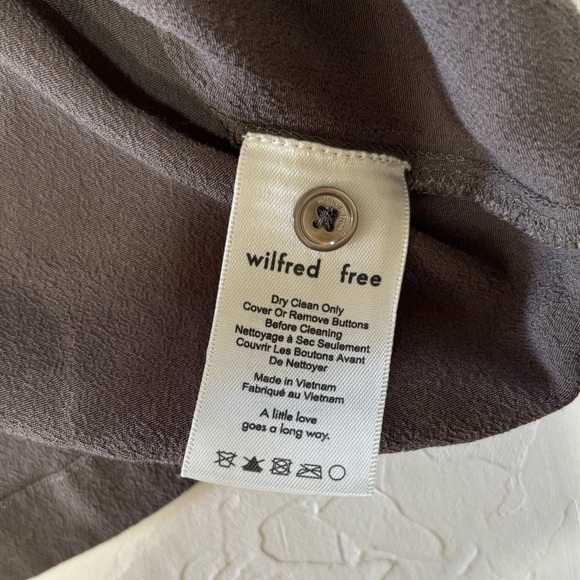 wilfred free
Dry Clean Only
Cover Or Remove Buttons
Before Cleaning
Nettoyage à Sec Seulement
Couvrir Les Boutons Avant
De Nettoyer
Made in Vietnam
Fabriqué au Vietnam
A little love
goes a long way.